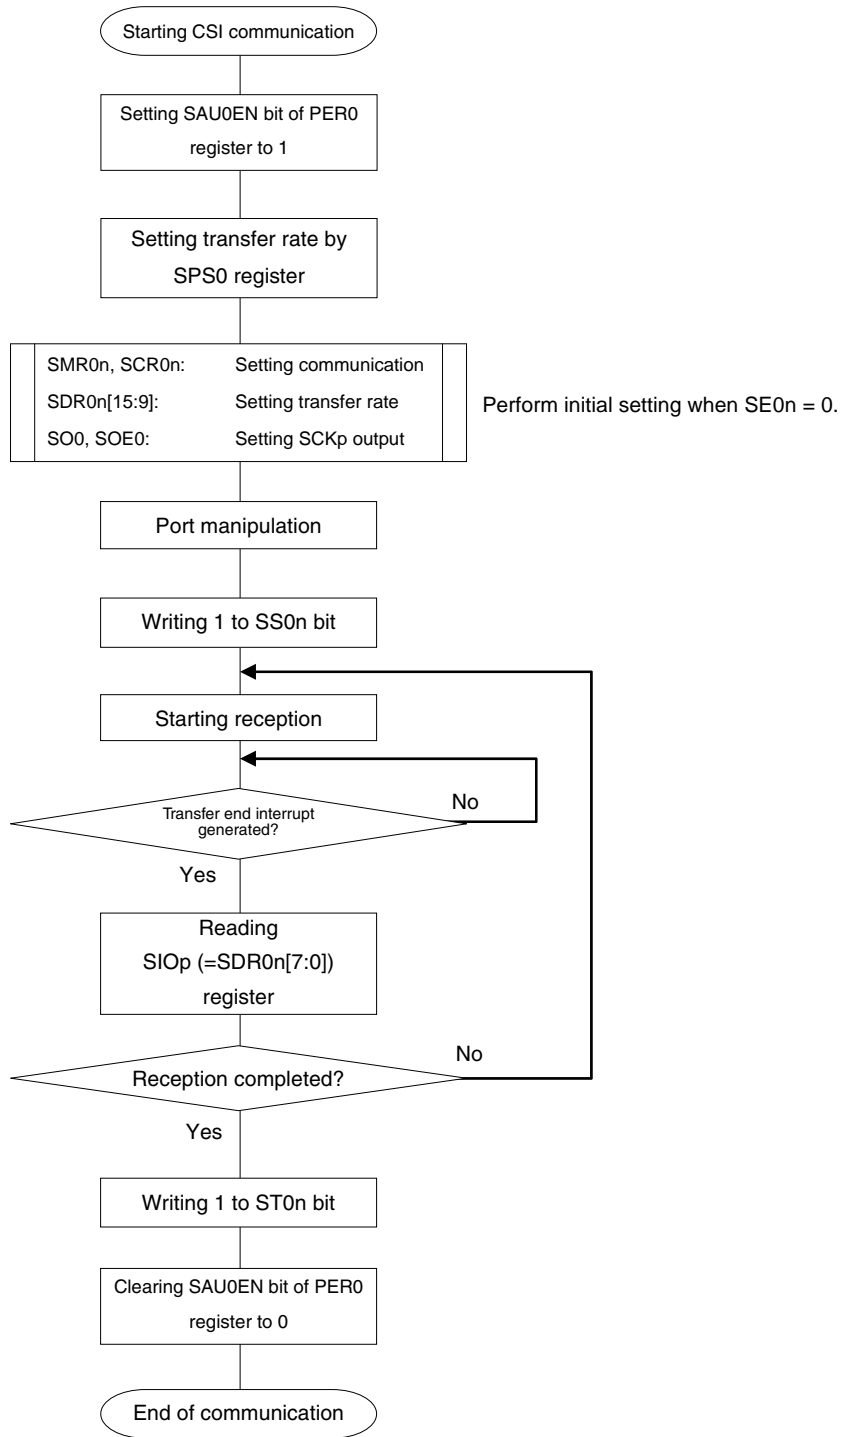 Starting CSI communication
Setting SAU0EN bit of PER0
register to 1
Setting transfer rate by
SPS0 register
SMR0n, SCR0n: Setting communication
SDR0n[15:9]: Setting transfer rate
SO0, SOE0: Setting SCKp output
Perform initial setting when SE0n = 0.
Port manipulation
Writing 1 to SS0n bit
Starting reception
Transfer end interrupt
generated?
No
Yes
Reading
SIOp (=SDR0n[7:0])
register
Reception completed?
No
Yes
Writing 1 to ST0n bit
Clearing SAU0EN bit of PER0
register to 0
End of communication